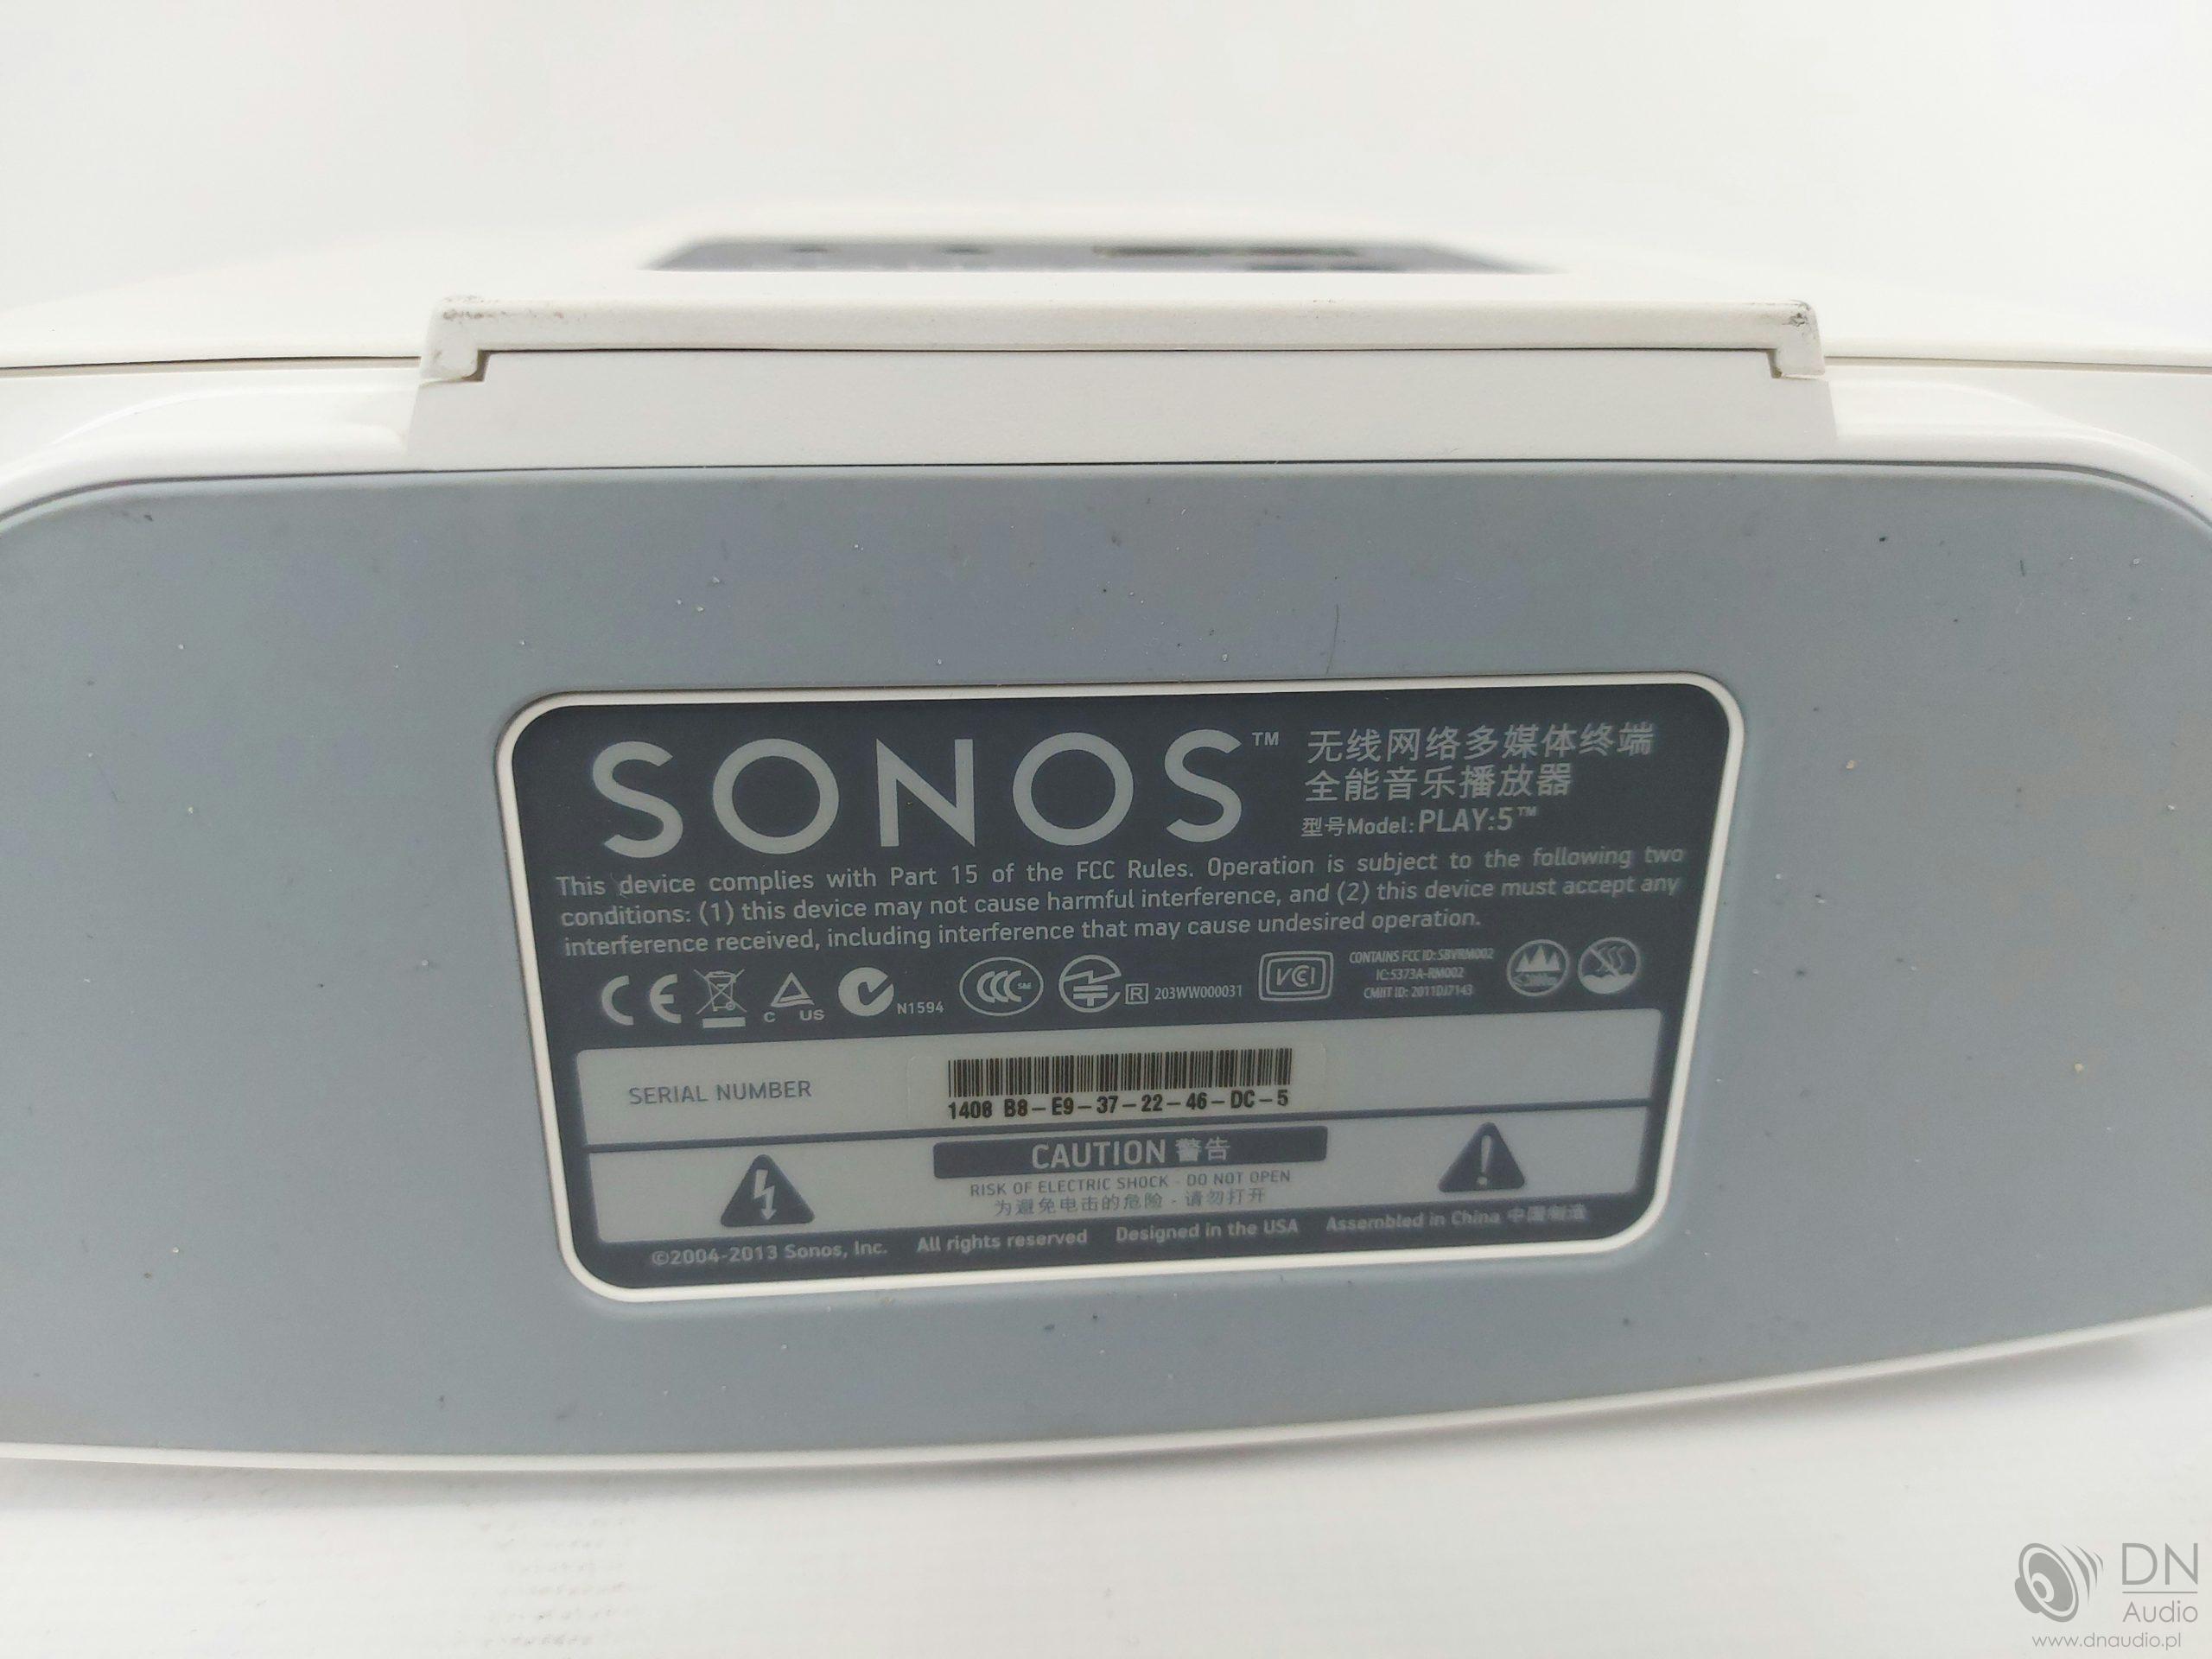 SONOS™
无线网络多媒体终端
全能音乐播放器
型号Model: PLAY:5™
This device complies with Part 15 of the FCC Rules. Operation is subject to the following two
conditions: (1) this device may not cause harmful interference, and (2) this device must accept any
interference received, including interference that may cause undesired operation.
CE
C US
N1594
CCC SM
R 203WW000031
VCI
CONTAINS FCC ID: SBVRM002
IC: 5373A-RM002
CMIIT ID: 2011DJ7143
SERIAL NUMBER
1408 B8-E9-37-22-46-DC-5
CAUTION 警告
RISK OF ELECTRIC SHOCK - DO NOT OPEN
为避免电击的危险 - 请勿打开
©2004-2013 Sonos, Inc. All rights reserved Designed in the USA Assembled in China 中国制造
DN
Audio
www.dnaudio.pl